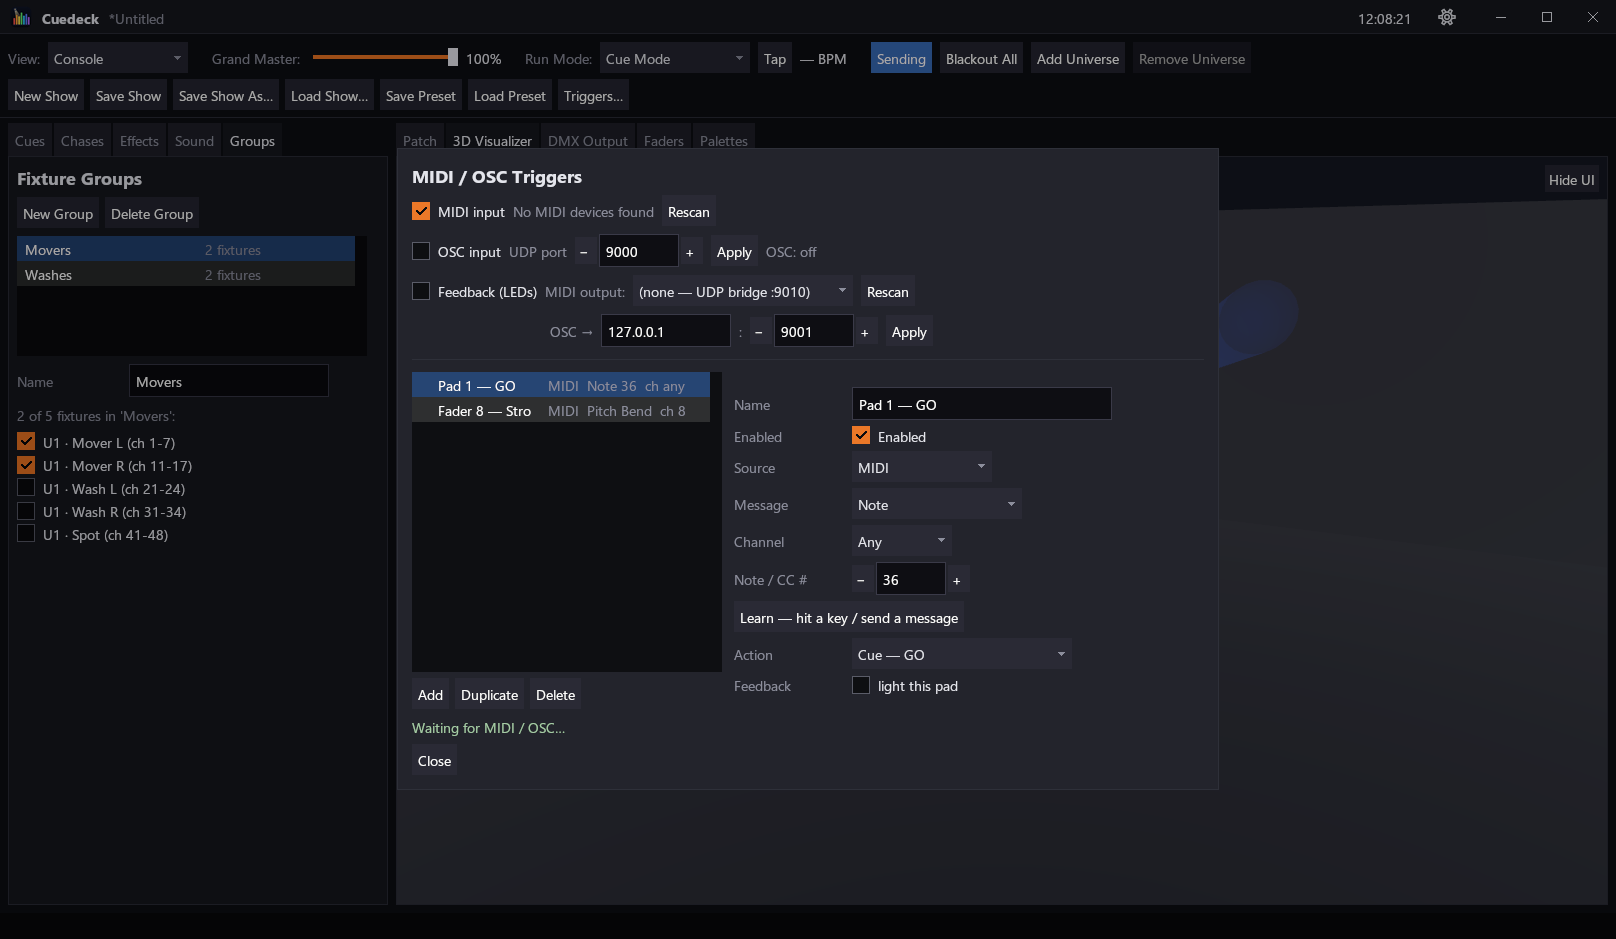 Cuedeck *Untitled 12:08:21
View: Console Grand Master: 100% Run Mode: Cue Mode Tap — BPM Sending Blackout All Add Universe Remove Universe
New Show Save Show Save Show As... Load Show... Save Preset Load Preset Triggers...
Cues Chases Effects Sound Groups
Patch 3D Visualizer DMX Output Faders Palettes
Fixture Groups
New Group Delete Group
Movers 2 fixtures
Washes 2 fixtures
Name Movers
2 of 5 fixtures in 'Movers':
U1 · Mover L (ch 1-7)
U1 · Mover R (ch 11-17)
U1 · Wash L (ch 21-24)
U1 · Wash R (ch 31-34)
U1 · Spot (ch 41-48)
Hide UI
MIDI / OSC Triggers
MIDI input No MIDI devices found Rescan
OSC input UDP port − 9000 + Apply OSC: off
Feedback (LEDs) MIDI output: (none — UDP bridge :9010) Rescan
OSC → 127.0.0.1 : − 9001 + Apply
Pad 1 — GO MIDI Note 36 ch any
Fader 8 — Stro MIDI Pitch Bend ch 8
Add Duplicate Delete
Waiting for MIDI / OSC...
Close
Name Pad 1 — GO
Enabled Enabled
Source MIDI
Message Note
Channel Any
Note / CC # − 36 +
Learn — hit a key / send a message
Action Cue — GO
Feedback light this pad